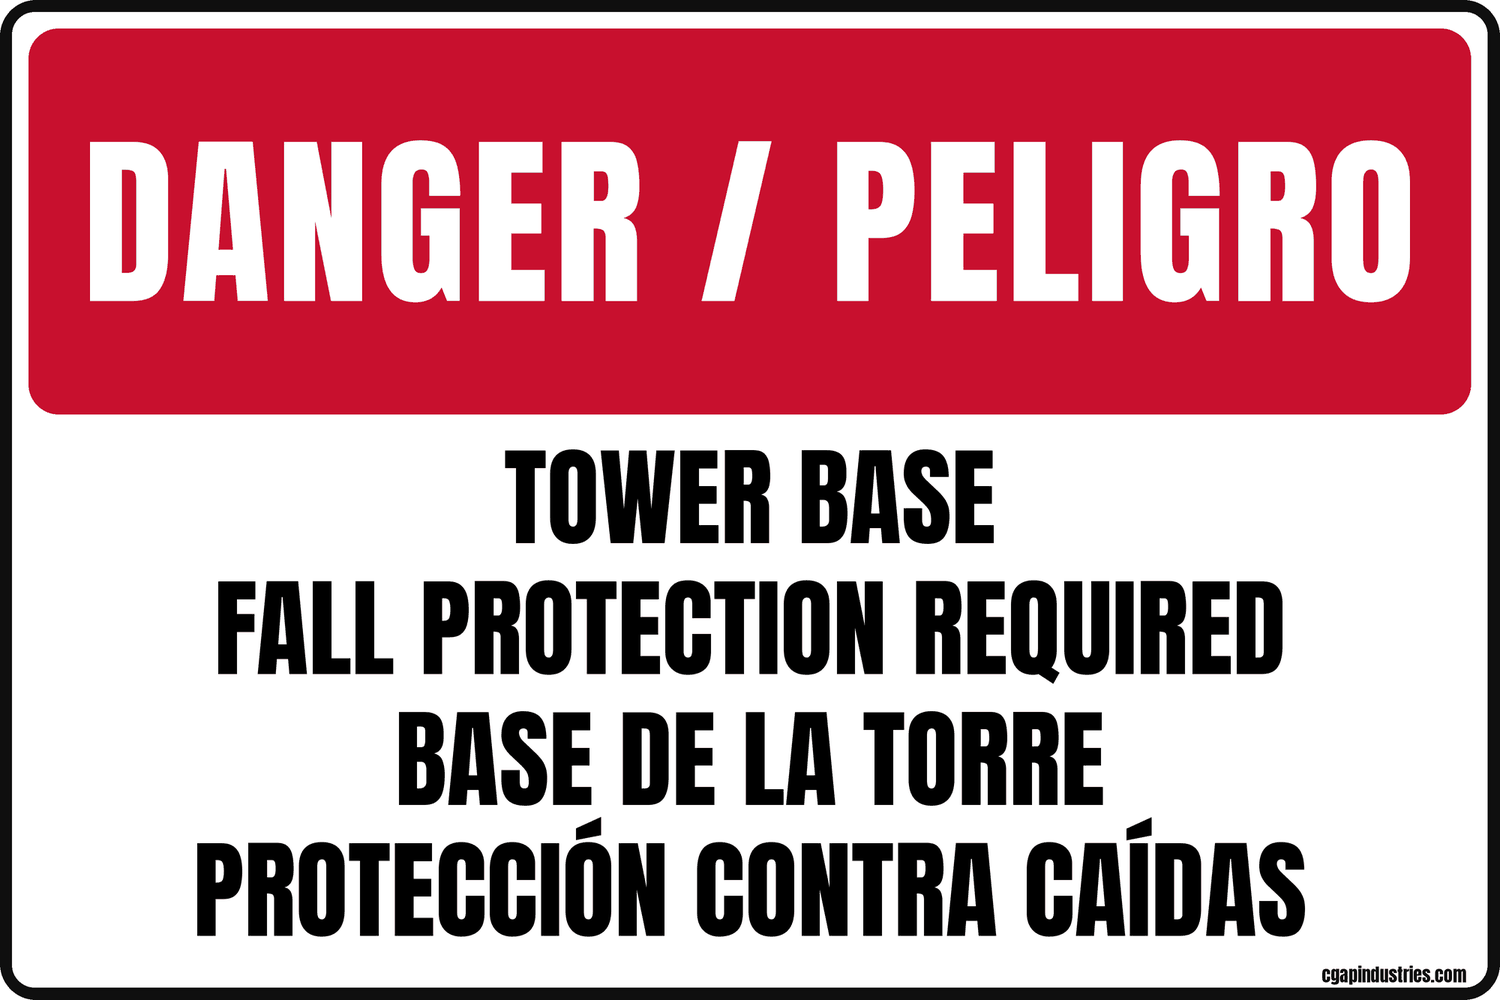 DANGER / PELIGRO
TOWER BASE
FALL PROTECTION REQUIRED
BASE DE LA TORRE
PROTECCIÓN CONTRA CAÍDAS
cgapindustries.com